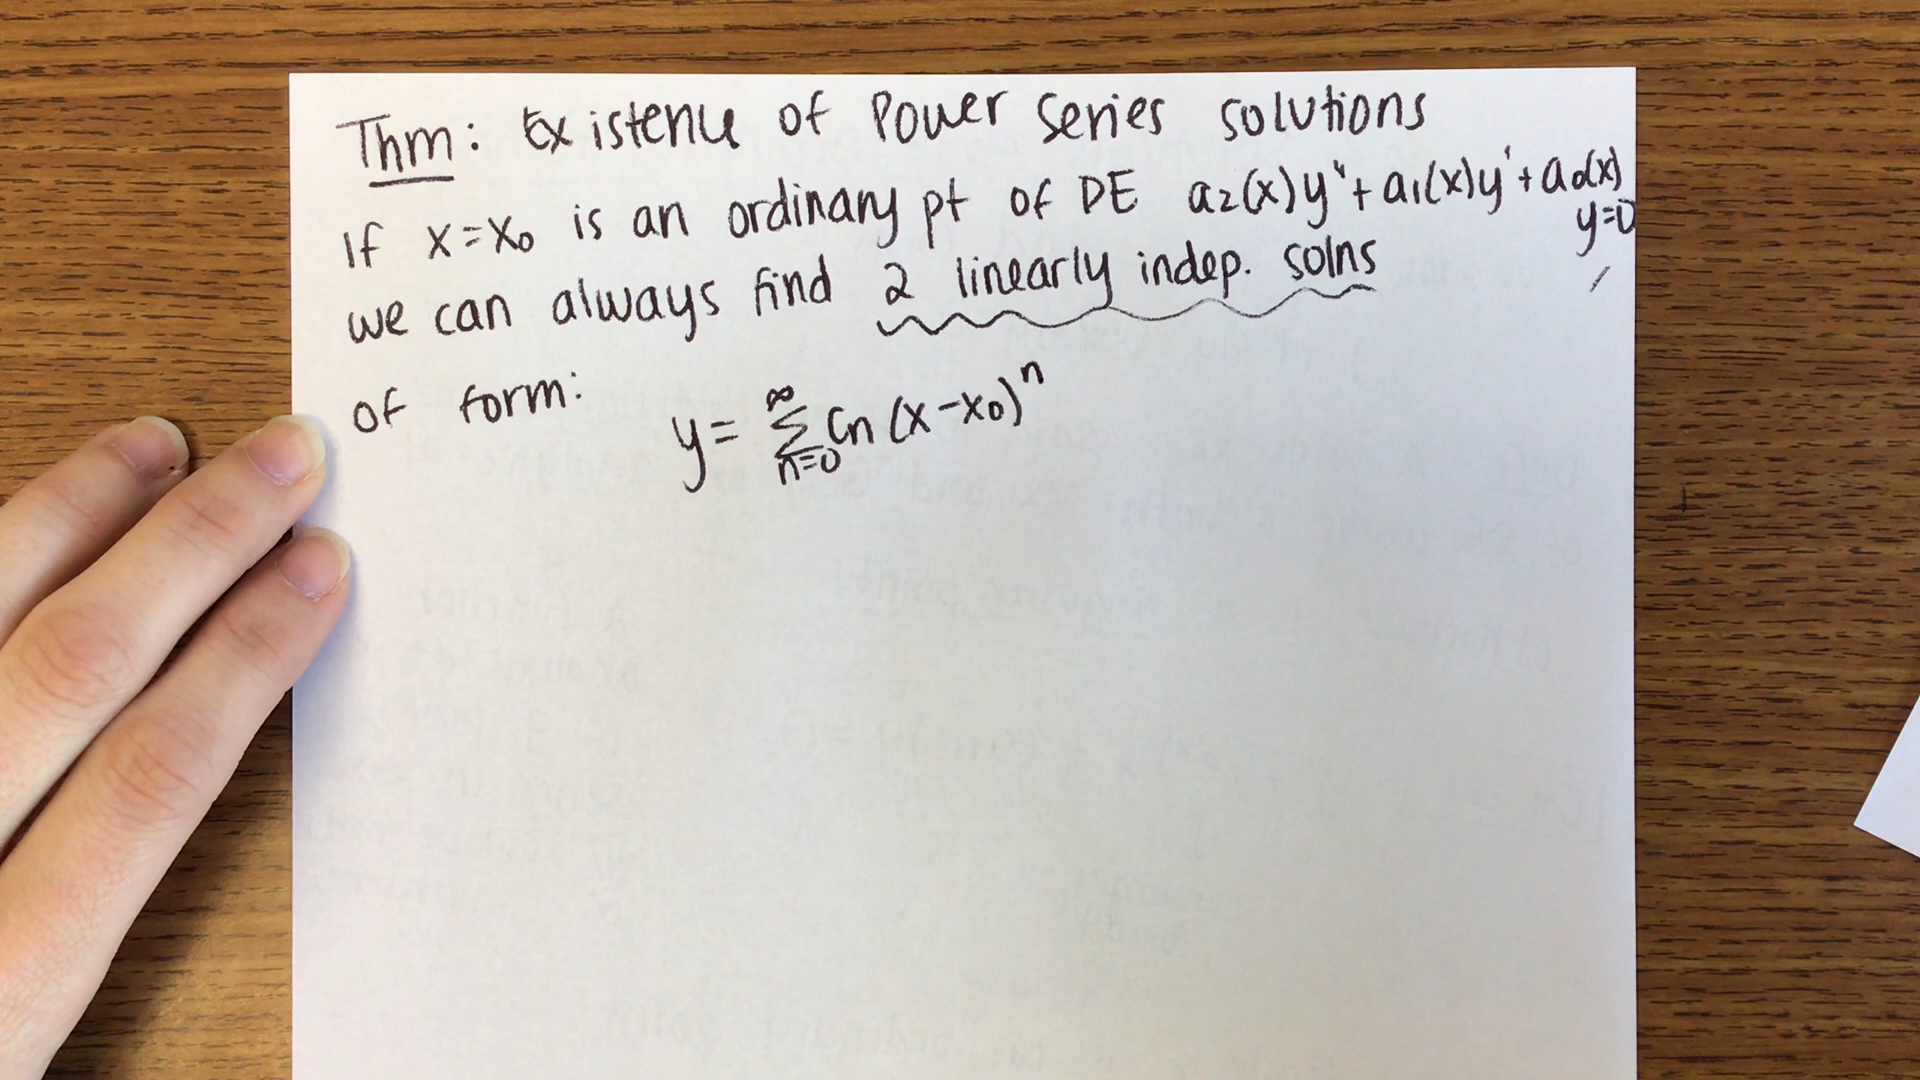 Thm: Existence of Power series solutions
If x=x₀ is an ordinary pt of DE a₂(x)y"+a₁(x)y'+a₀(x)
y=0
we can always find 2 linearly indep. solns
of form: y= ∞∑n=0 Cn (x-x₀)ⁿ